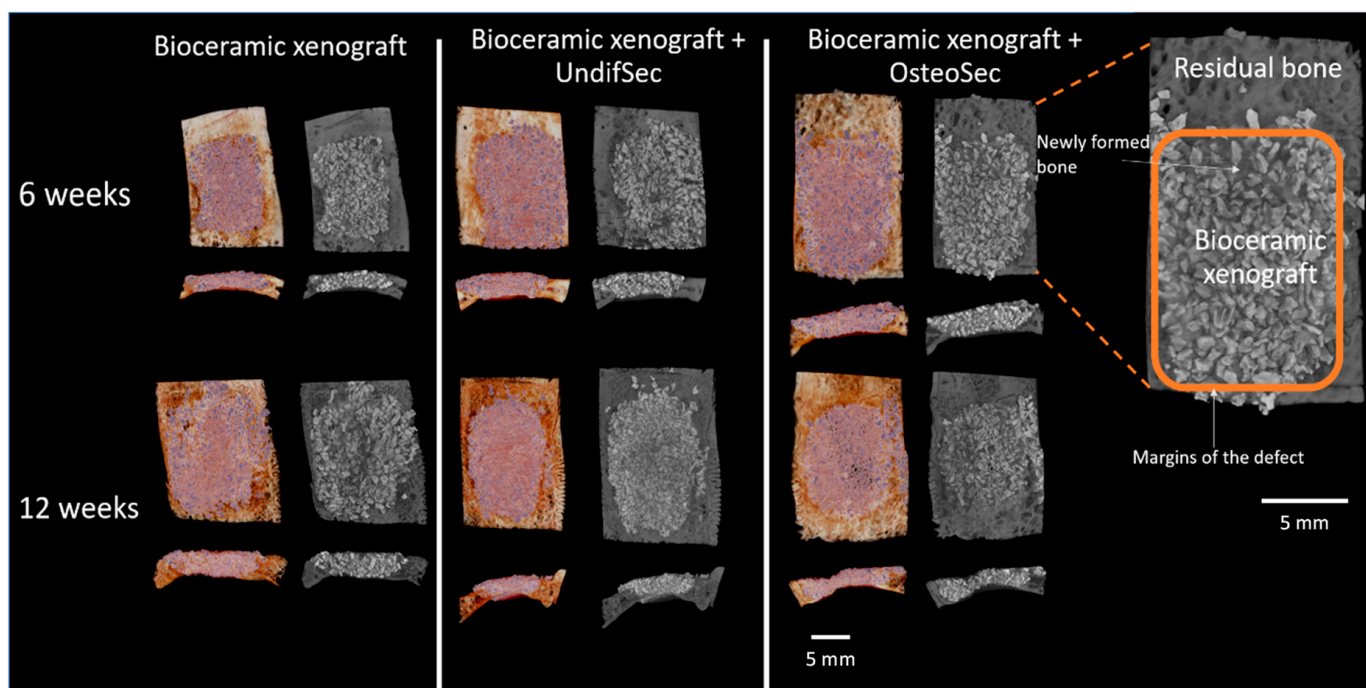 Bioceramic xenograft
Bioceramic xenograft +
UndifSec
Bioceramic xenograft +
OsteoSec
Residual bone
Newly formed
bone
6 weeks
Bioceramic
xenograft
Margins of the defect
12 weeks
5 mm
5 mm